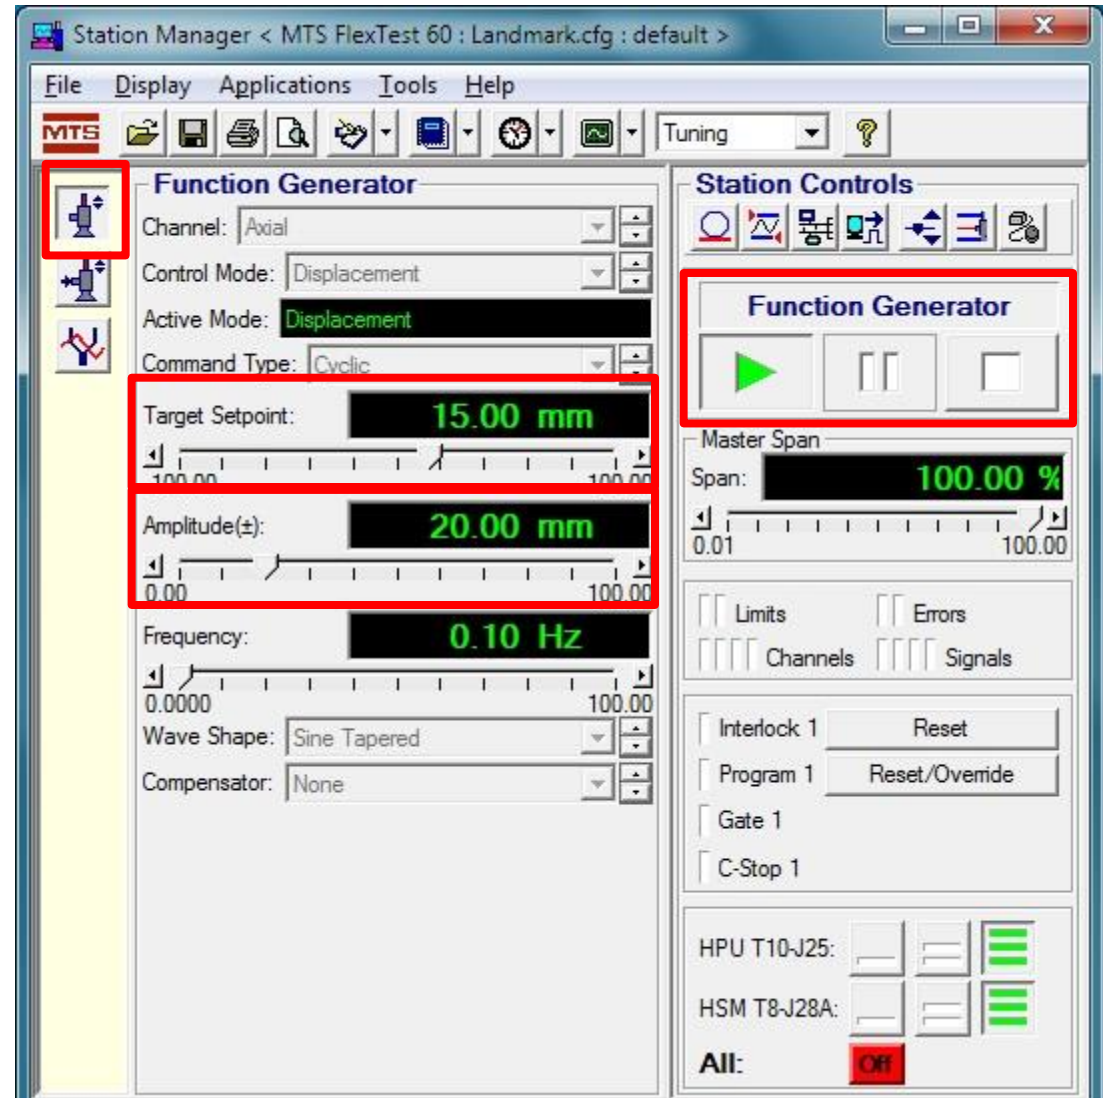 Station Manager < MTS FlexTest 60 : Landmark.cfg : default >
File Display Applications Tools Help
MTS Tuning
Function Generator
Channel: Axial
Control Mode: Displacement
Active Mode: Displacement
Command Type: Cyclic
Target Setpoint: 15.00 mm
-100.00 100.00
Amplitude(±): 20.00 mm
0.00 100.00
Frequency: 0.10 Hz
0.0000 100.00
Wave Shape: Sine Tapered
Compensator: None
Station Controls
Function Generator
Master Span
Span: 100.00 %
0.01 100.00
Limits Errors
Channels Signals
Interlock 1 Reset
Program 1 Reset/Override
Gate 1
C-Stop 1
HPU T10-J25:
HSM T8-J28A:
All: Off